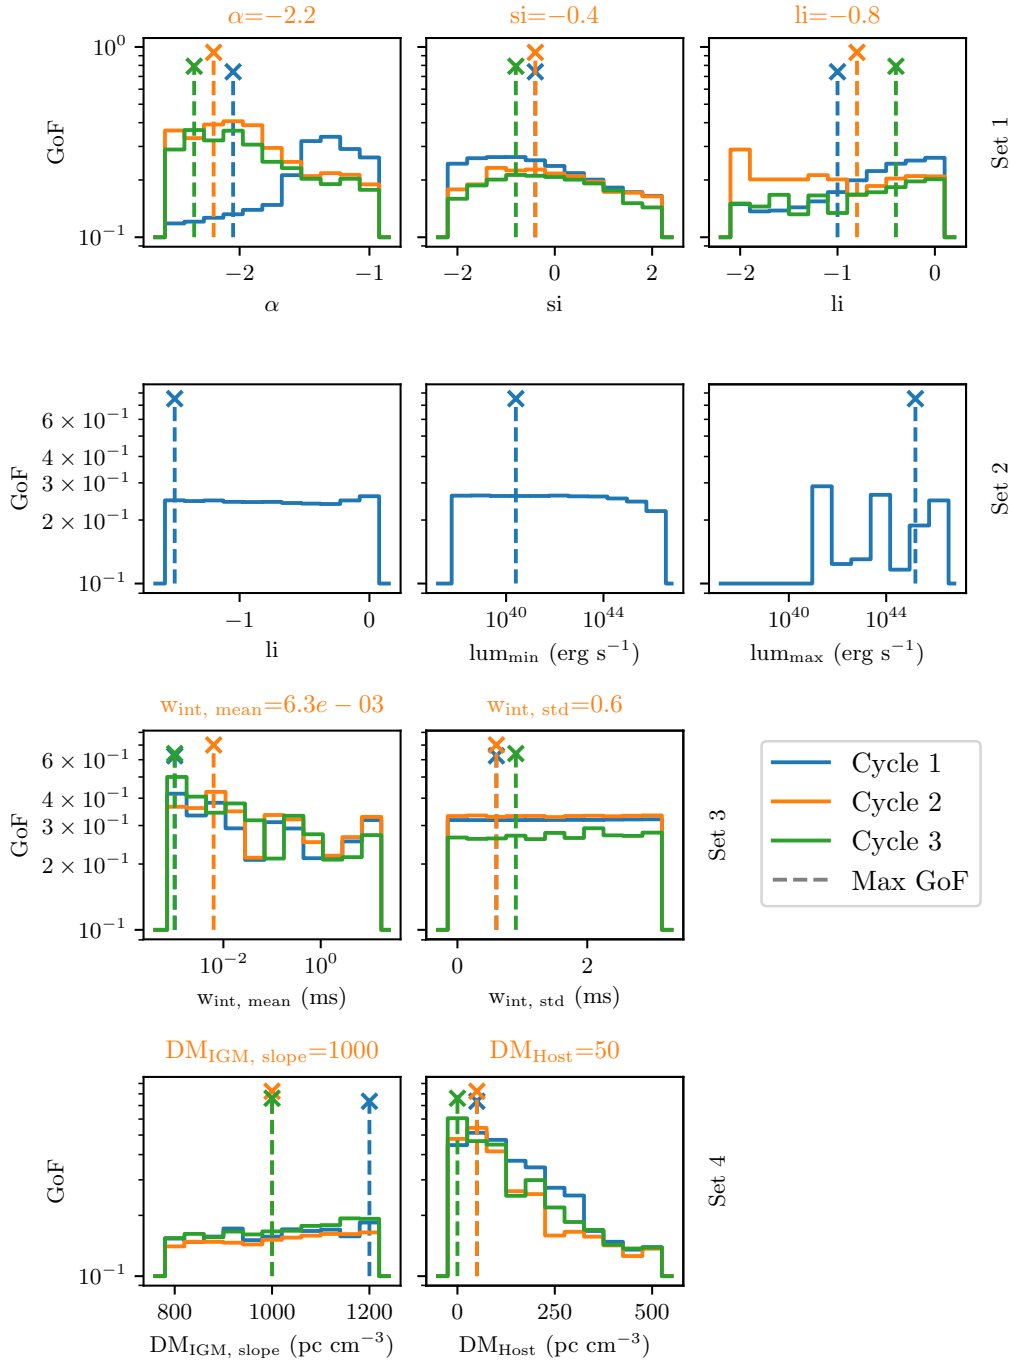 α=−2.2 si=−0.4 li=−0.8
10⁰
10⁻¹
GoF
Set 1
−2 −1
−2 0 2
−2 −1 0
α si li
6 × 10⁻¹
4 × 10⁻¹
3 × 10⁻¹
2 × 10⁻¹
10⁻¹
GoF
Set 2
−1 0
10⁴⁰ 10⁴⁴
10⁴⁰ 10⁴⁴
li lum_min (erg s⁻¹) lum_max (erg s⁻¹)
w_int, mean=6.3e − 03 w_int, std=0.6
6 × 10⁻¹
4 × 10⁻¹
3 × 10⁻¹
2 × 10⁻¹
10⁻¹
GoF
Set 3
10⁻² 10⁰
0 2
w_int, mean (ms) w_int, std (ms)
Cycle 1
Cycle 2
Cycle 3
Max GoF
DM_IGM, slope=1000 DM_Host=50
GoF
10⁻¹
Set 4
800 1000 1200
0 250 500
DM_IGM, slope (pc cm⁻³) DM_Host (pc cm⁻³)